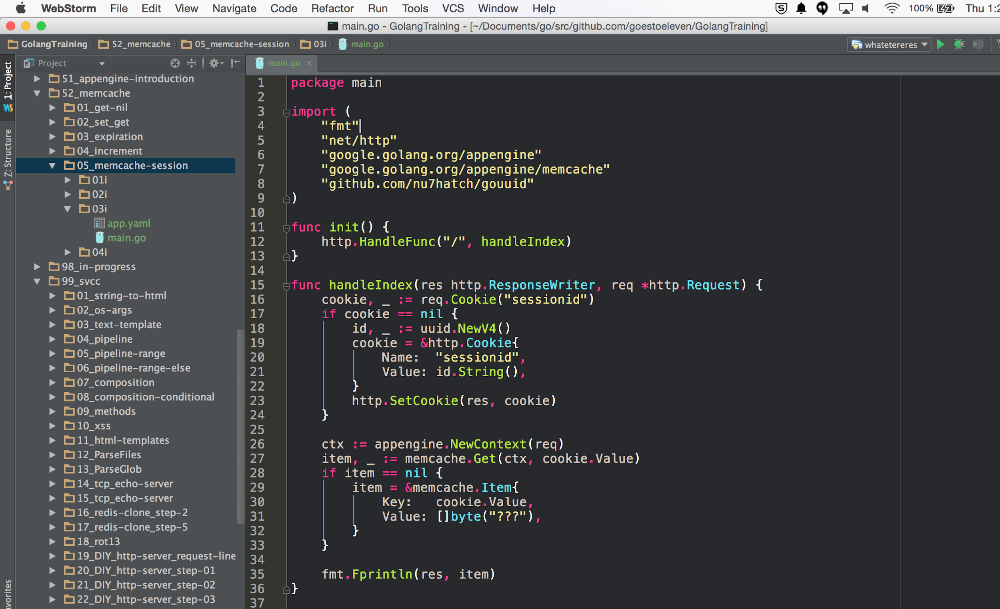 WebStorm File Edit View Navigate Code Refactor Run Tools VCS Window Help 100% Thu 1:2
main.go - GolangTraining - [~/Documents/go/src/github.com/goestoeleven/GolangTraining]
GolangTraining 52_memcache 05_memcache-session 03i main.go whatetereres
1: Project
WS
Z: Structure
avorites
Project
51_appengine-introduction
52_memcache
01_get-nil
02_set_get
03_expiration
04_increment
05_memcache-session
01i
02i
03i
app.yaml
main.go
04i
98_in-progress
99_svcc
01_string-to-html
02_os-args
03_text-template
04_pipeline
05_pipeline-range
06_pipeline-range-else
07_composition
08_composition-conditional
09_methods
10_xss
11_html-templates
12_ParseFiles
13_ParseGlob
14_tcp_echo-server
15_tcp_echo-server
16_redis-clone_step-2
17_redis-clone_step-5
18_rot13
19_DIY_http-server_request-line
20_DIY_http-server_step-01
21_DIY_http-server_step-02
22_DIY_http-server_step-03
main.go
1 package main
2
3 import (
4 "fmt"
5 "net/http"
6 "google.golang.org/appengine"
7 "google.golang.org/appengine/memcache"
8 "github.com/nu7hatch/gouuid"
9 )
10
11 func init() {
12 http.HandleFunc("/", handleIndex)
13 }
14
15 func handleIndex(res http.ResponseWriter, req *http.Request) {
16 cookie, _ := req.Cookie("sessionid")
17 if cookie == nil {
18 id, _ := uuid.NewV4()
19 cookie = &http.Cookie{
20 Name: "sessionid",
21 Value: id.String(),
22 }
23 http.SetCookie(res, cookie)
24 }
25
26 ctx := appengine.NewContext(req)
27 item, _ := memcache.Get(ctx, cookie.Value)
28 if item == nil {
29 item = &memcache.Item{
30 Key: cookie.Value,
31 Value: []byte("???"),
32 }
33 }
34
35 fmt.Fprintln(res, item)
36 }
37